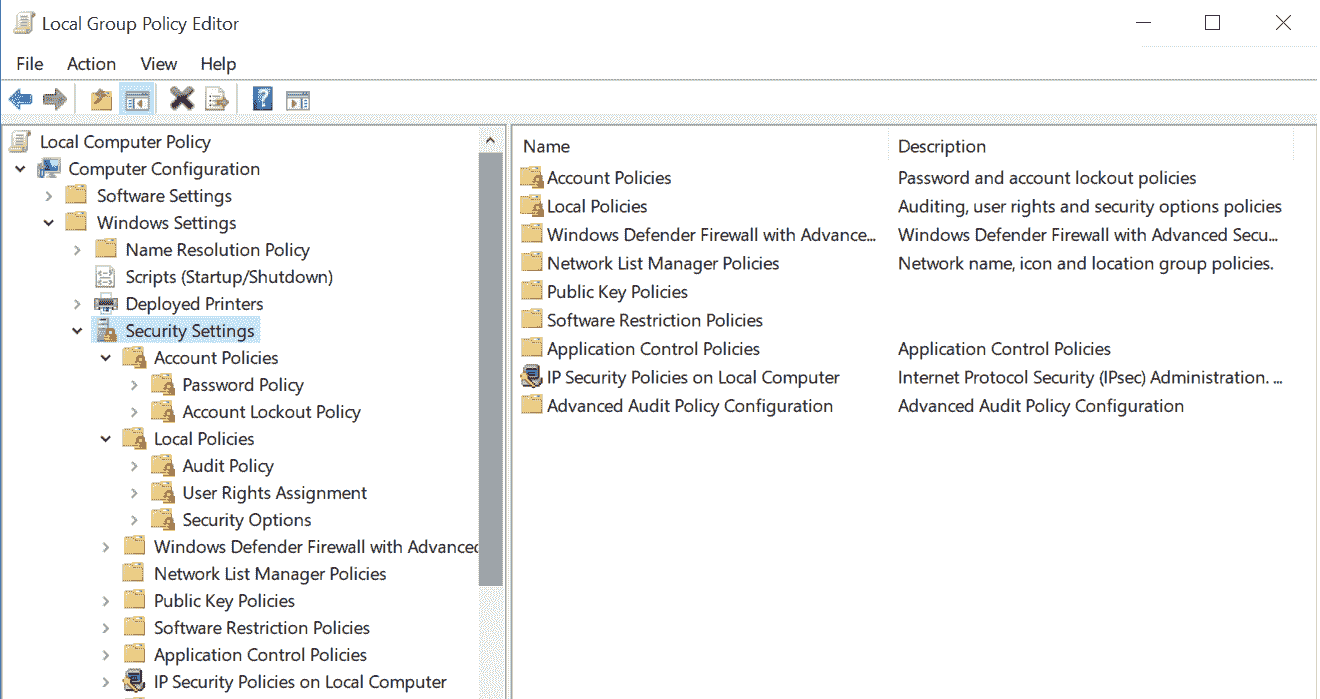 Local Group Policy Editor
File Action View Help
Local Computer Policy
Computer Configuration
Software Settings
Windows Settings
Name Resolution Policy
Scripts (Startup/Shutdown)
Deployed Printers
Security Settings
Account Policies
Password Policy
Account Lockout Policy
Local Policies
Audit Policy
User Rights Assignment
Security Options
Windows Defender Firewall with Advanced
Network List Manager Policies
Public Key Policies
Software Restriction Policies
Application Control Policies
IP Security Policies on Local Computer
Name Description
Account Policies Password and account lockout policies
Local Policies Auditing, user rights and security options policies
Windows Defender Firewall with Advance... Windows Defender Firewall with Advanced Secu...
Network List Manager Policies Network name, icon and location group policies.
Public Key Policies
Software Restriction Policies
Application Control Policies Application Control Policies
IP Security Policies on Local Computer Internet Protocol Security (IPsec) Administration. ...
Advanced Audit Policy Configuration Advanced Audit Policy Configuration